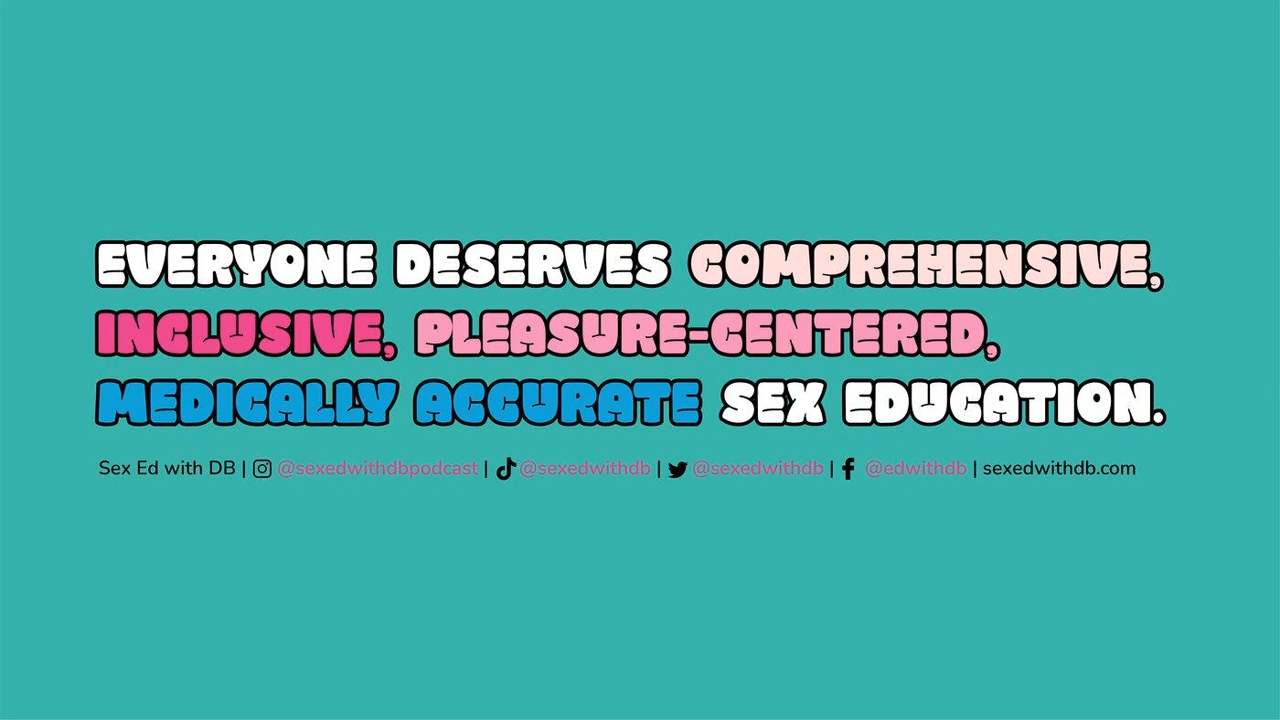 EVERYONE DESERVES COMPREHENSIVE,
INCLUSIVE, PLEASURE-CENTERED,
MEDICALLY ACCURATE SEX EDUCATION.
Sex Ed with DB | @sexedwithdbpodcast | @sexedwithdb | @sexedwithdb | @edwithdb | sexedwithdb.com